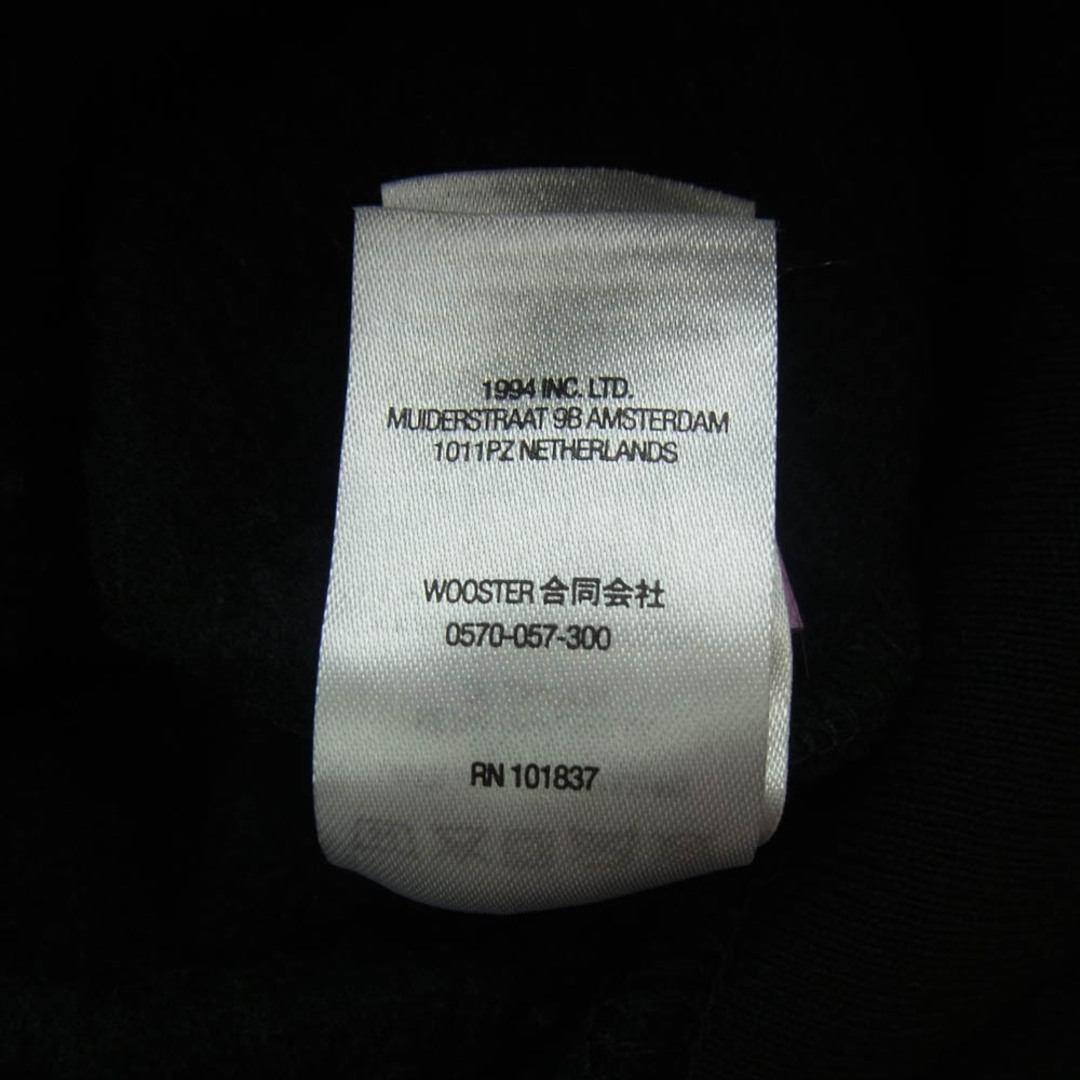 1994 INC. LTD.
MUIDERSTRAAT 9B AMSTERDAM
1011PZ NETHERLANDS
WOOSTER 合同会社
0570-057-300
RN 101837